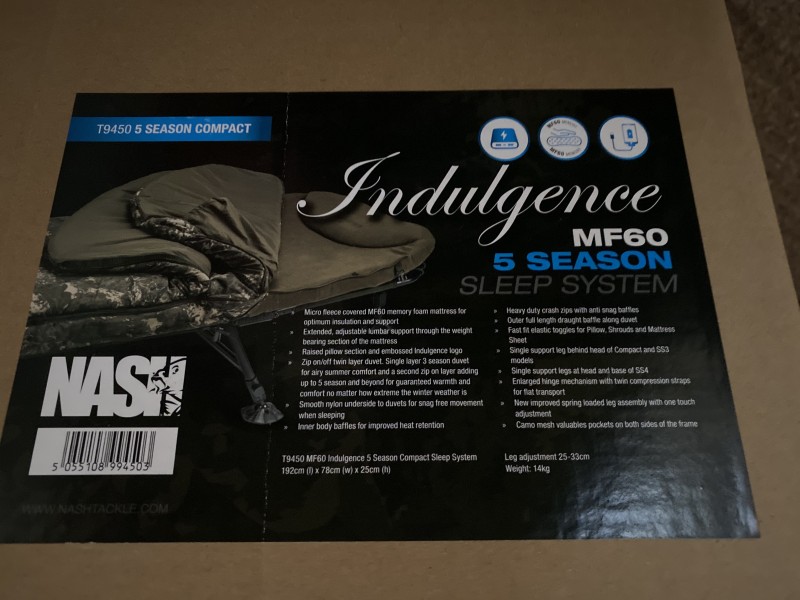 T9450 5 SEASON COMPACT
MF60 MEMORY
MF60 MEMORY
Indulgence
MF60
5 SEASON
SLEEP SYSTEM
» Micro fleece covered MF60 memory foam mattress for
optimum insulation and support
» Extended, adjustable lumbar support through the weight
bearing section of the mattress
» Raised pillow section and embossed Indulgence logo
» Zip on/off twin layer duvet. Single layer 3 season duvet
for airy summer comfort and a second zip on layer adding
up to 5 season and beyond for guaranteed warmth and
comfort no matter how extreme the winter weather is
» Smooth nylon underside to duvets for snag free movement
when sleeping
» Inner body baffles for improved heat retention
» Heavy duty crash zips with anti snag baffles
» Outer full length draught baffle along duvet
» Fast fit elastic toggles for Pillow, Shrouds and Mattress
Sheet
» Single support leg behind head of Compact and SS3
models
» Single support legs at head and base of SS4
» Enlarged hinge mechanism with twin compression straps
for flat transport
» New improved spring loaded leg assembly with one touch
adjustment
» Camo mesh valuables pockets on both sides of the frame
NASH
5 055108 994503
T9450 MF60 Indulgence 5 Season Compact Sleep System
192cm (l) x 78cm (w) x 25cm (h)
Leg adjustment 25-33cm
Weight: 14kg
WWW.NASHTACKLE.COM